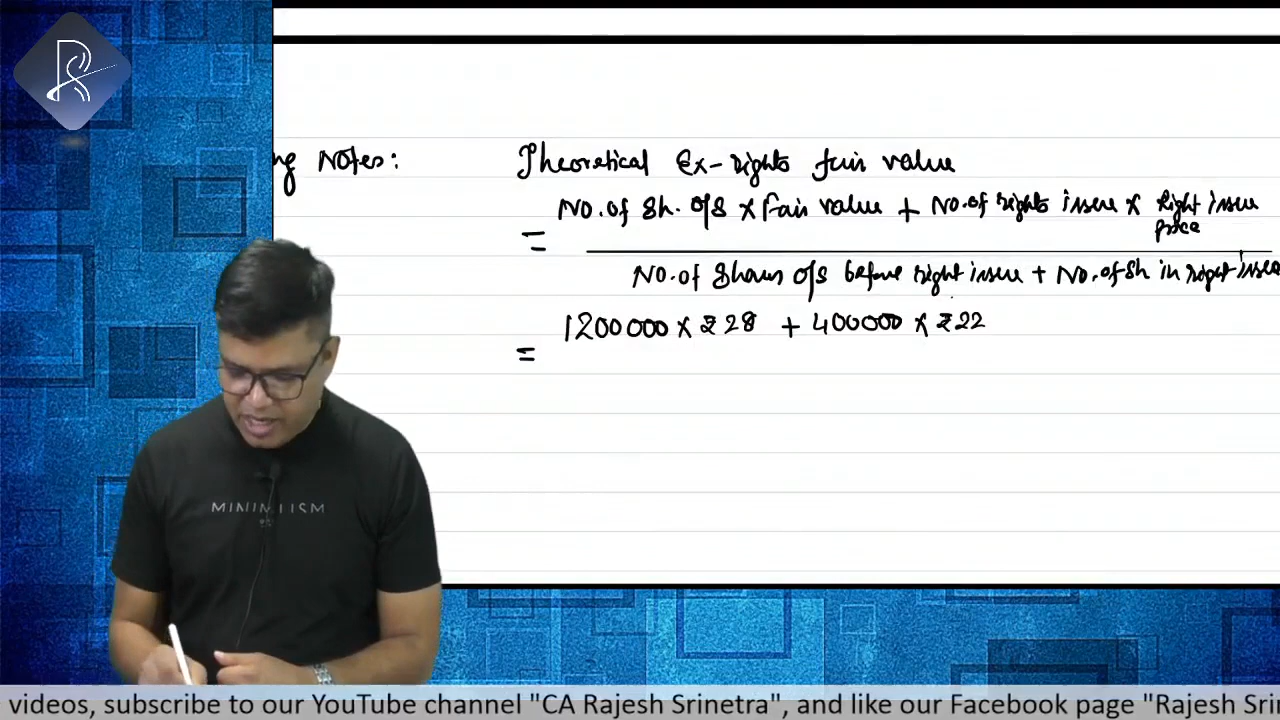 RS
ng Notes:
Theoretical Ex-rights fair value
No. of Sh. o/s x fair value + No. of rights issue x Right issue price
=
No. of Shares o/s before right issue + No. of Sh in right issue
1200000 x ₹28 + 400000 x ₹22
=
MINIMLISM
videos, subscribe to our YouTube channel "CA Rajesh Srinetra", and like our Facebook page "Rajesh Sri